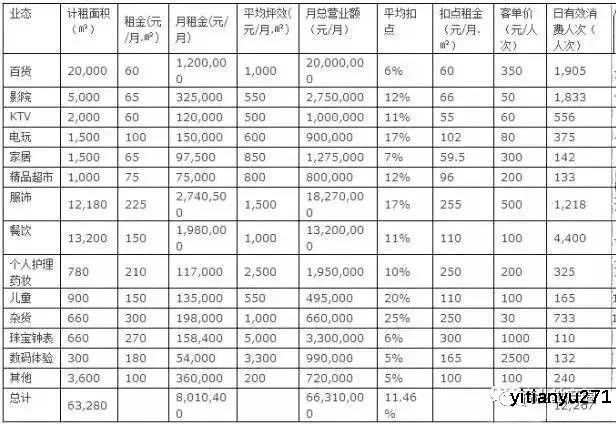 业态 计租面积(㎡) 租金(元/月.㎡) 月租金(元/月) 平均坪效(元/月.㎡) 月总营业额(元/月) 平均扣点 扣点租金(元/月.㎡) 客单价(元/人次) 日有效消费人次(人次)
百货 20,000 60 1,200,000 1,000 20,000,000 6% 60 350 1,905
影院 5,000 65 325,000 550 2,750,000 12% 66 50 1,833
KTV 2,000 60 120,000 500 1,000,000 11% 55 60 556
电玩 1,500 100 150,000 600 900,000 17% 102 80 375
家居 1,500 65 97,500 850 1,275,000 7% 59.5 300 142
精品超市 1,000 75 75,000 800 800,000 12% 96 200 133
服饰 12,180 225 2,740,500 1,500 18,270,000 17% 255 500 1,218
餐饮 13,200 150 1,980,000 1,000 13,200,000 11% 110 100 4,400
个人护理药妆 780 210 117,000 2,500 1,950,000 10% 250 200 325
儿童 900 150 135,000 550 495,000 20% 110 100 165
杂货 660 300 198,000 1,000 660,000 25% 250 30 733
珠宝钟表 660 270 158,400 5,000 3,300,000 6% 300 1000 110
数码体验 300 180 54,000 3,300 990,000 5% 165 2500 132
其他 3,600 100 360,000 200 720,000 5% 100 100 240
总计 63,280 8,010,400 66,310,000 11.46%
yitianyu271